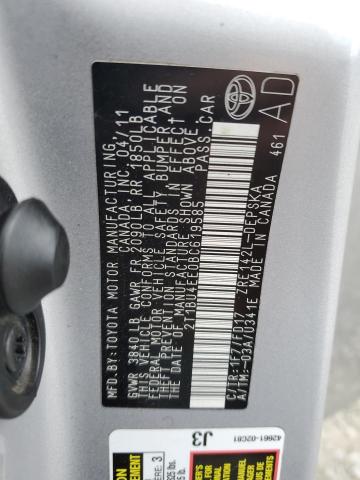 MFD BY: TOYOTA MOTOR MANUFACTURING
CANADA, INC. 04/11
GVWR 3840LB GAWR FR 2090LB RR 1850LB
THIS VEHICLE CONFORMS TO ALL APPLICABLE
FEDERAL MOTOR VEHICLE SAFETY, BUMPER, AND
THEFT PREVENTION STANDARDS IN EFFECT ON
THE DATE OF MANUFACTURE SHOWN ABOVE.
2T1BU4EE0BC619585 PASS.CAR
C/TR: 1F7/FD17 ZRE142L-DEPSKA
A/TM: -03A/U341E MADE IN CANADA 461
AD
TOYOTA
42661-02C81
J3